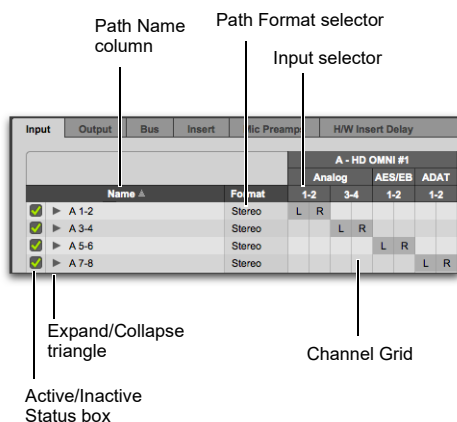 Path Name
column
Path Format selector
Input selector
Input Output Bus Insert Mic Preamps H/W Insert Delay
A - HD OMNI #1
Analog AES/EB ADAT
Name Format 1-2 3-4 1-2 1-2
A 1-2 Stereo L R
A 3-4 Stereo L R
A 5-6 Stereo L R
A 7-8 Stereo L R
Expand/Collapse
triangle
Channel Grid
Active/Inactive
Status box